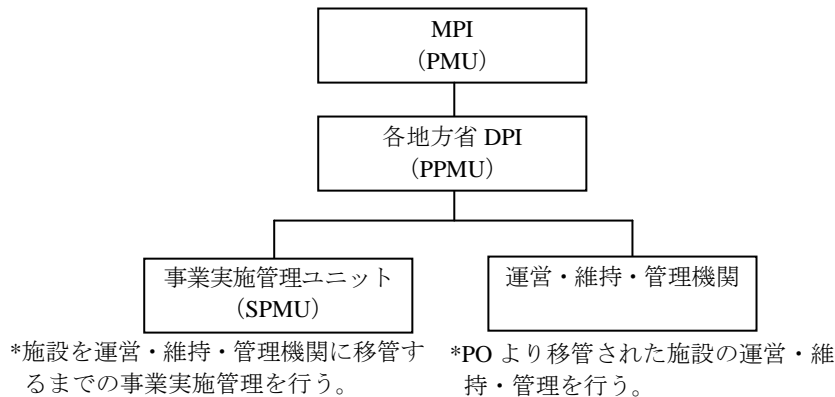 MPI
（PMU）
各地方省 DPI
（PPMU）
事業実施管理ユニット
（SPMU）
運営・維持・管理機関
*施設を運営・維持・管理機関に移管す
るまでの事業実施管理を行う。
*PO より移管された施設の運営・維
持・管理を行う。